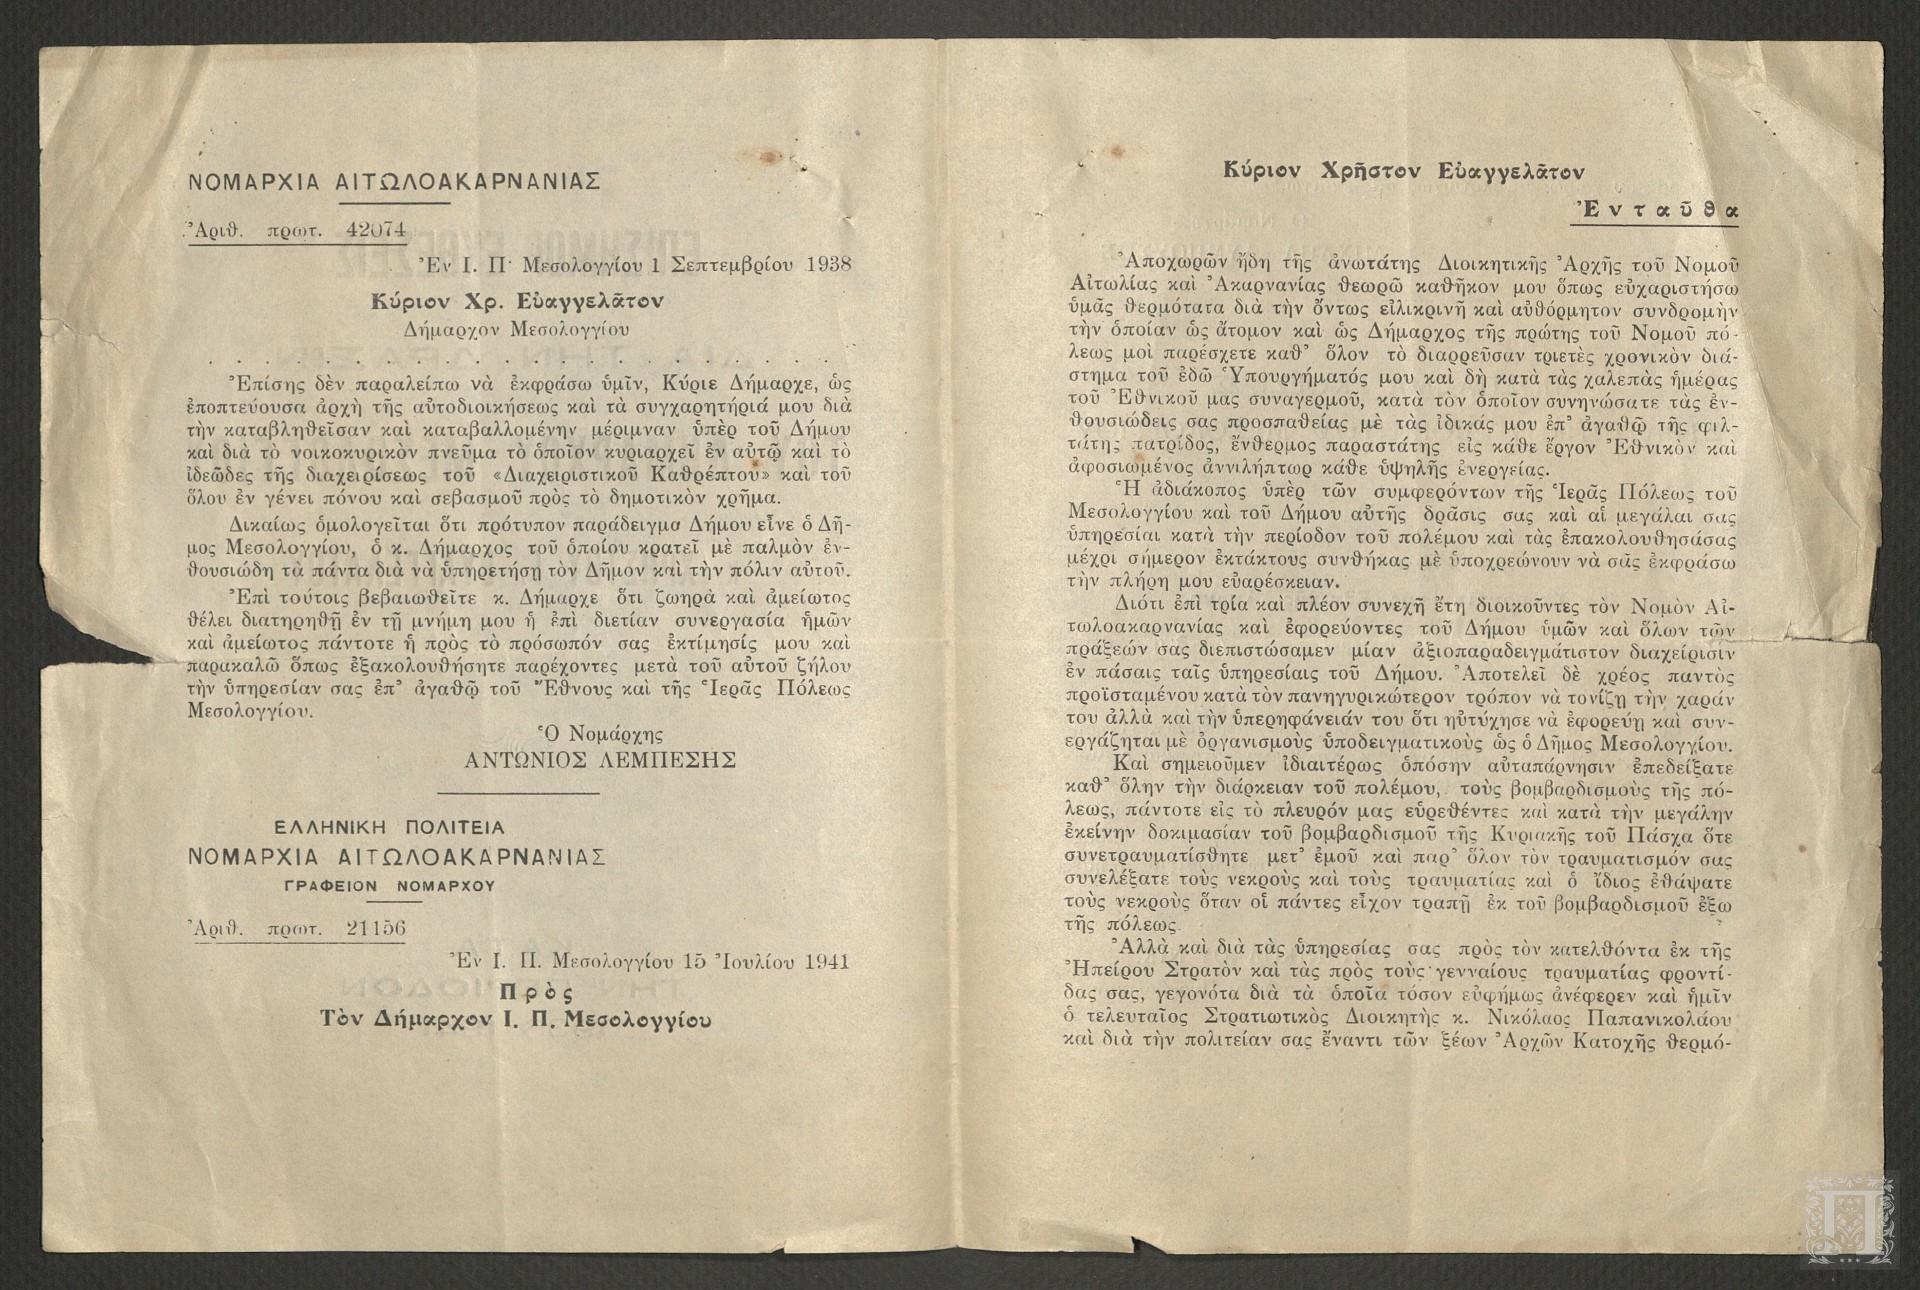 ΝΟΜΑΡΧΙΑ ΑΙΤΩΛΟΑΚΑΡΝΑΝΙΑΣ
Ἀριθ. πρωτ. 42074
Ἐν Ι. Π· Μεσολογγίου 1 Σεπτεμβρίου 1938
Κύριον Χρ. Εὐαγγελᾶτον
Δήμαρχον Μεσολογγίου
. . . . . . . . . . . . . . . . . . . . . . . .
Ἐπίσης δὲν παραλείπω νὰ ἐκφράσω ὑμῖν, Κύριε Δήμαρχε, ὡς
ἐποπτεύουσα ἀρχὴ τῆς αὐτοδιοικήσεως καὶ τὰ συγχαρητήριά μου διὰ
τὴν καταβληθεῖσαν καὶ καταβαλλομένην μέριμναν ὑπὲρ τοῦ Δήμου
καὶ διὰ τὸ νοικοκυρικὸν πνεῦμα τὸ ὁποῖον κυριαρχεῖ ἐν αὐτῷ καὶ τὸ
ἰδεῶδες τῆς διαχειρίσεως τοῦ «Διαχειριστικοῦ Καθρέπτου» καὶ τοῦ
ὅλου ἐν γένει πόνου καὶ σεβασμοῦ πρὸς τὸ δημοτικὸν χρῆμα.
Δικαίως ὁμολογεῖται ὅτι πρότυπον παράδειγμα Δήμου εἶνε ὁ Δῆ-
μος Μεσολογγίου, ὁ κ. Δήμαρχος τοῦ ὁποίου κρατεῖ μὲ παλμὸν ἐν-
θουσιώδη τὰ πάντα διὰ νὰ ὑπηρετήσῃ τὸν Δῆμον καὶ τὴν πόλιν αὐτοῦ.
Ἐπὶ τούτοις βεβαιωθεῖτε κ. Δήμαρχε ὅτι ζωηρὰ καὶ ἀμείωτος
θέλει διατηρηθῇ ἐν τῇ μνήμη μου ἡ ἐπὶ διετίαν συνεργασία ἡμῶν
καὶ ἀμείωτος πάντοτε ἡ πρὸς τὸ πρόσωπόν σας ἐκτίμησίς μου καὶ
παρακαλῶ ὅπως ἐξακολουθήσητε παρέχοντες μετὰ τοῦ αὐτοῦ ζήλου
τὴν ὑπηρεσίαν σας ἐπ' ἀγαθῷ τοῦ Ἔθνους καὶ τῆς Ἱερᾶς Πόλεως
Μεσολογγίου.
Ὁ Νομάρχης
ΑΝΤΩΝΙΟΣ ΛΕΜΠΕΣΗΣ
ΕΛΛΗΝΙΚΗ ΠΟΛΙΤΕΙΑ
ΝΟΜΑΡΧΙΑ ΑΙΤΩΛΟΑΚΑΡΝΑΝΙΑΣ
ΓΡΑΦΕΙΟΝ ΝΟΜΑΡΧΟΥ
Ἀριθ. πρωτ. 21156
Ἐν Ι. Π. Μεσολογγίου 15 Ἰουλίου 1941
Πρὸς
Τὸν Δήμαρχον Ι. Π. Μεσολογγίου
Κύριον Χρῆστον Εὐαγγελᾶτον
Ἐνταῦθα
Ἀποχωρῶν ἤδη τῆς ἀνωτάτης Διοικητικῆς Ἀρχῆς τοῦ Νομοῦ
Αἰτωλίας καὶ Ἀκαρνανίας θεωρῶ καθῆκον μου ὅπως εὐχαριστήσω
ὑμᾶς θερμότατα διὰ τὴν ὄντως εἰλικρινῆ καὶ αὐθόρμητον συνδρομὴν
τὴν ὁποίαν ὡς ἄτομον καὶ ὡς Δήμαρχος τῆς πρώτης τοῦ Νομοῦ πό-
λεως μοὶ παρέσχετε καθ' ὅλον τὸ διαρρεῦσαν τριετὲς χρονικὸν διά-
στημα τοῦ ἐδῶ Ὑπουργήματός μου καὶ δὴ κατὰ τὰς χαλεπὰς ἡμέρας
τοῦ Ἐθνικοῦ μας συναγερμοῦ, κατὰ τὸν ὁποῖον συνηνώσατε τὰς ἐν-
θουσιώδεις σας προσπαθείας μὲ τὰς ἰδικάς μου ἐπ' ἀγαθῷ τῆς φιλ-
τάτης πατρίδος, ἔνθερμος παραστάτης εἰς κάθε ἔργον Ἐθνικὸν καὶ
ἀφοσιωμένος ἀννιλήπτωρ κάθε ὑψηλῆς ἐνεργείας.
Ἡ ἀδιάκοπος ὑπὲρ τῶν συμφερόντων τῆς Ἱερᾶς Πόλεως τοῦ
Μεσολογγίου καὶ τοῦ Δήμου αὐτῆς δρᾶσις σας καὶ αἱ μεγάλαι σας
ὑπηρεσίαι κατὰ τὴν περίοδον τοῦ πολέμου καὶ τὰς ἐπακολουθησάσας
μέχρι σήμερον ἐκτάκτους συνθήκας μὲ ὑποχρεώνουν νὰ σᾶς ἐκφράσω
τὴν πλήρη μου εὐαρέσκειαν.
Διότι ἐπὶ τρία καὶ πλέον συνεχῆ ἔτη διοικοῦντες τὸν Νομὸν Αἰ-
τωλοακαρνανίας καὶ ἐφορεύοντες τοῦ Δήμου ὑμῶν καὶ ὅλων τῶν
πράξεών σας διεπιστώσαμεν μίαν ἀξιοπαραδειγμάτιστον διαχείρισιν
ἐν πάσαις ταῖς ὑπηρεσίαις τοῦ Δήμου. Ἀποτελεῖ δὲ χρέος παντὸς
προϊσταμένου κατὰ τὸν πανηγυρικώτερον τρόπον νὰ τονίζῃ τὴν χαράν
του ἀλλὰ καὶ τὴν ὑπερηφάνειάν του ὅτι ηὐτύχησε νὰ ἐφορεύῃ καὶ συν-
εργάζηται μὲ ὀργανισμοὺς ὑποδειγματικοὺς ὡς ὁ Δῆμος Μεσολογγίου.
Καὶ σημειοῦμεν ἰδιαιτέρως ὁπόσην αὐταπάρνησιν ἐπεδείξατε
καθ' ὅλην τὴν διάρκειαν τοῦ πολέμου, τοὺς βομβαρδισμοὺς τῆς πό-
λεως, πάντοτε εἰς τὸ πλευρόν μας εὑρεθέντες καὶ κατὰ τὴν μεγάλην
ἐκείνην δοκιμασίαν τοῦ βομβαρδισμοῦ τῆς Κυριακῆς τοῦ Πάσχα ὅτε
συνετραυματίσθητε μετ' ἐμοῦ καὶ παρ' ὅλον τὸν τραυματισμόν σας
συνελέξατε τοὺς νεκροὺς καὶ τοὺς τραυματίας καὶ ὁ ἴδιος ἐθάψατε
τοὺς νεκροὺς ὅταν οἱ πάντες εἶχον τραπῇ ἐκ τοῦ βομβαρδισμοῦ ἔξω
τῆς πόλεως.
Ἀλλὰ καὶ διὰ τὰς ὑπηρεσίας σας πρὸς τὸν κατελθόντα ἐκ τῆς
Ἠπείρου Στρατὸν καὶ τὰς πρὸς τοὺς γενναίους τραυματίας φροντί-
δας σας, γεγονότα διὰ τὰ ὁποῖα τόσον εὐφήμως ἀνέφερεν καὶ ἡμῖν
ὁ τελευταῖος Στρατιωτικὸς Διοικητὴς κ. Νικόλαος Παπανικολάου
καὶ διὰ τὴν πολιτείαν σας ἔναντι τῶν ξέων Ἀρχῶν Κατοχῆς θερμό-